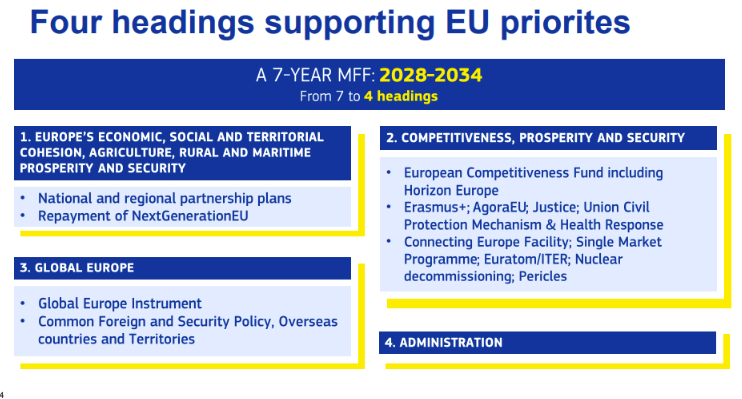 Four headings supporting EU priorites
A 7-YEAR MFF: 2028-2034
From 7 to 4 headings
1. EUROPE'S ECONOMIC, SOCIAL AND TERRITORIAL
COHESION, AGRICULTURE, RURAL AND MARITIME
PROSPERITY AND SECURITY
• National and regional partnership plans
• Repayment of NextGenerationEU
2. COMPETITIVENESS, PROSPERITY AND SECURITY
• European Competitiveness Fund including
Horizon Europe
• Erasmus+; AgoraEU; Justice; Union Civil
Protection Mechanism & Health Response
• Connecting Europe Facility; Single Market
Programme; Euratom/ITER; Nuclear
decommissioning; Pericles
3. GLOBAL EUROPE
• Global Europe Instrument
• Common Foreign and Security Policy, Overseas
countries and Territories
4. ADMINISTRATION
4